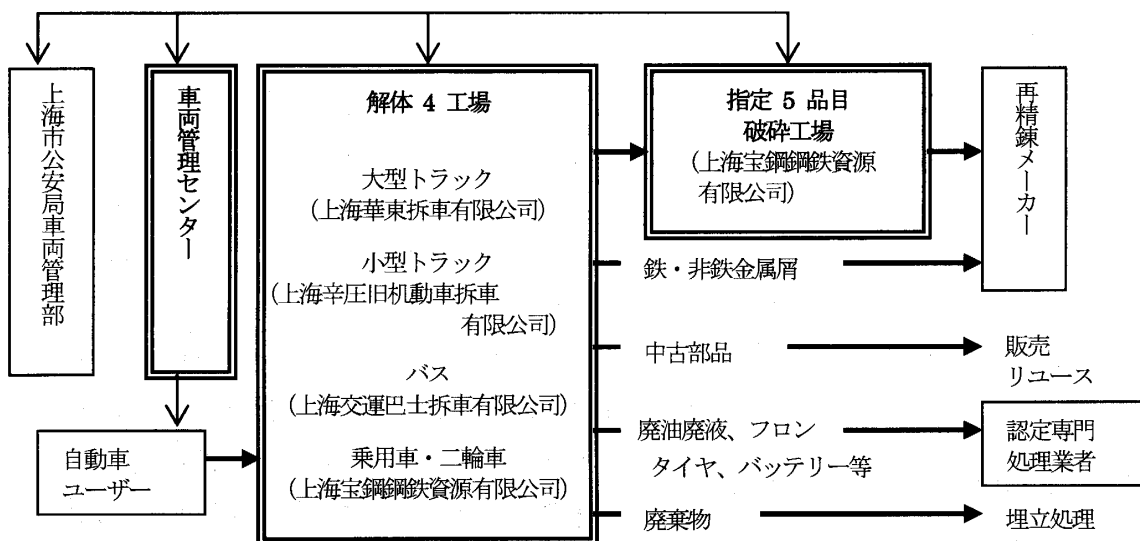 上海市公安局車両管理部
車両管理センター
解体 4 工場
大型トラック
(上海華東拆車有限公司)
小型トラック
(上海辛圧旧机動車拆車
有限公司)
バス
(上海交運巴士拆車有限公司)
乗用車・二輪車
(上海宝鋼鋼鉄資源有限公司)
指定 5 品目
破砕工場
(上海宝鋼鋼鉄資源
有限公司)
再精錬メーカー
鉄・非鉄金属屑
中古部品
販売
リユース
廃油廃液、フロン
タイヤ、バッテリー等
認定専門
処理業者
廃棄物
埋立処理
自動車
ユーザー